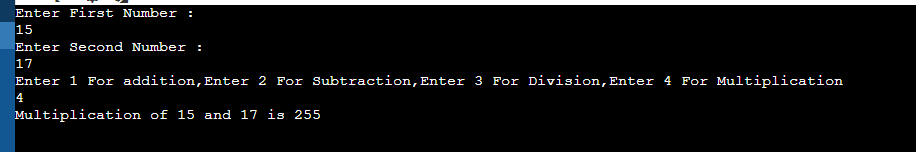 Enter First Number :
15
Enter Second Number :
17
Enter 1 For addition,Enter 2 For Subtraction,Enter 3 For Division,Enter 4 For Multiplication
4
Multiplication of 15 and 17 is 255